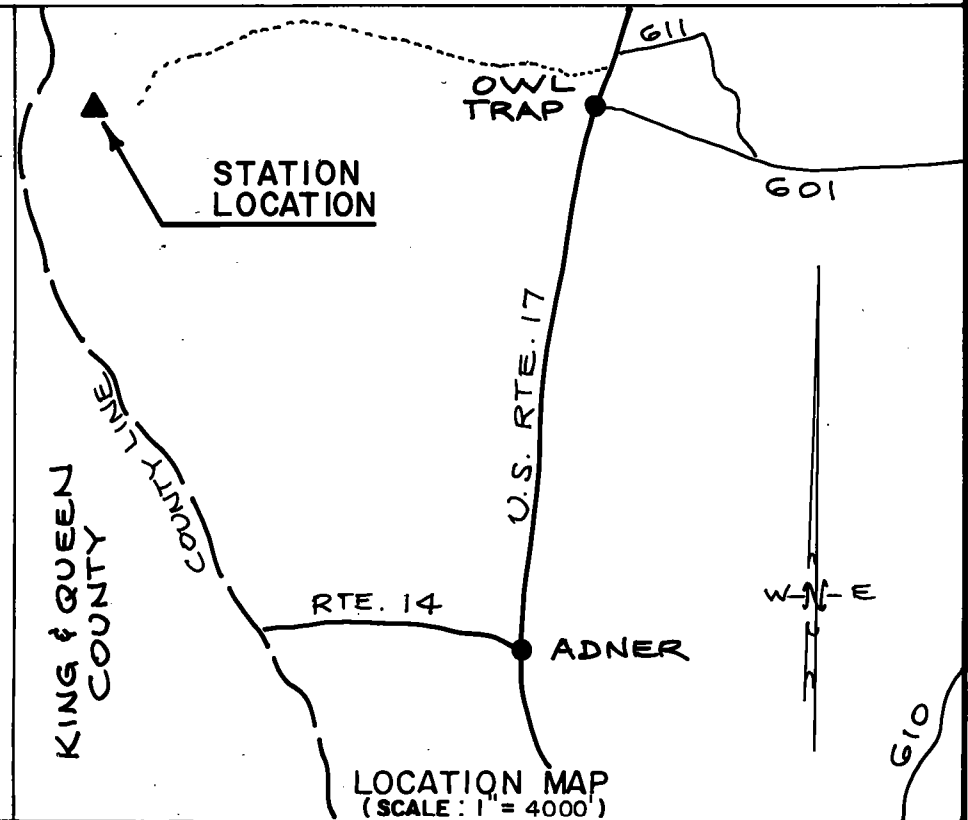 611
OWL
TRAP
STATION
LOCATION
601
U.S. RTE. 17
COUNTY LINE
KING & QUEEN
COUNTY
RTE. 14
W N E
ADNER
610
LOCATION MAP
(SCALE: 1" = 4000')